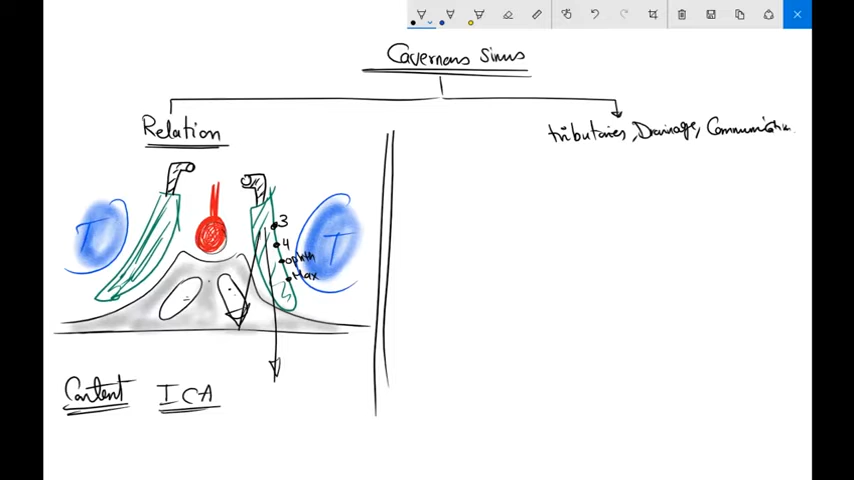 Cavernous Sinus
Relation
tributaries, Drainage, Communication
T
3
4
ophth
Max
T
Content ICA